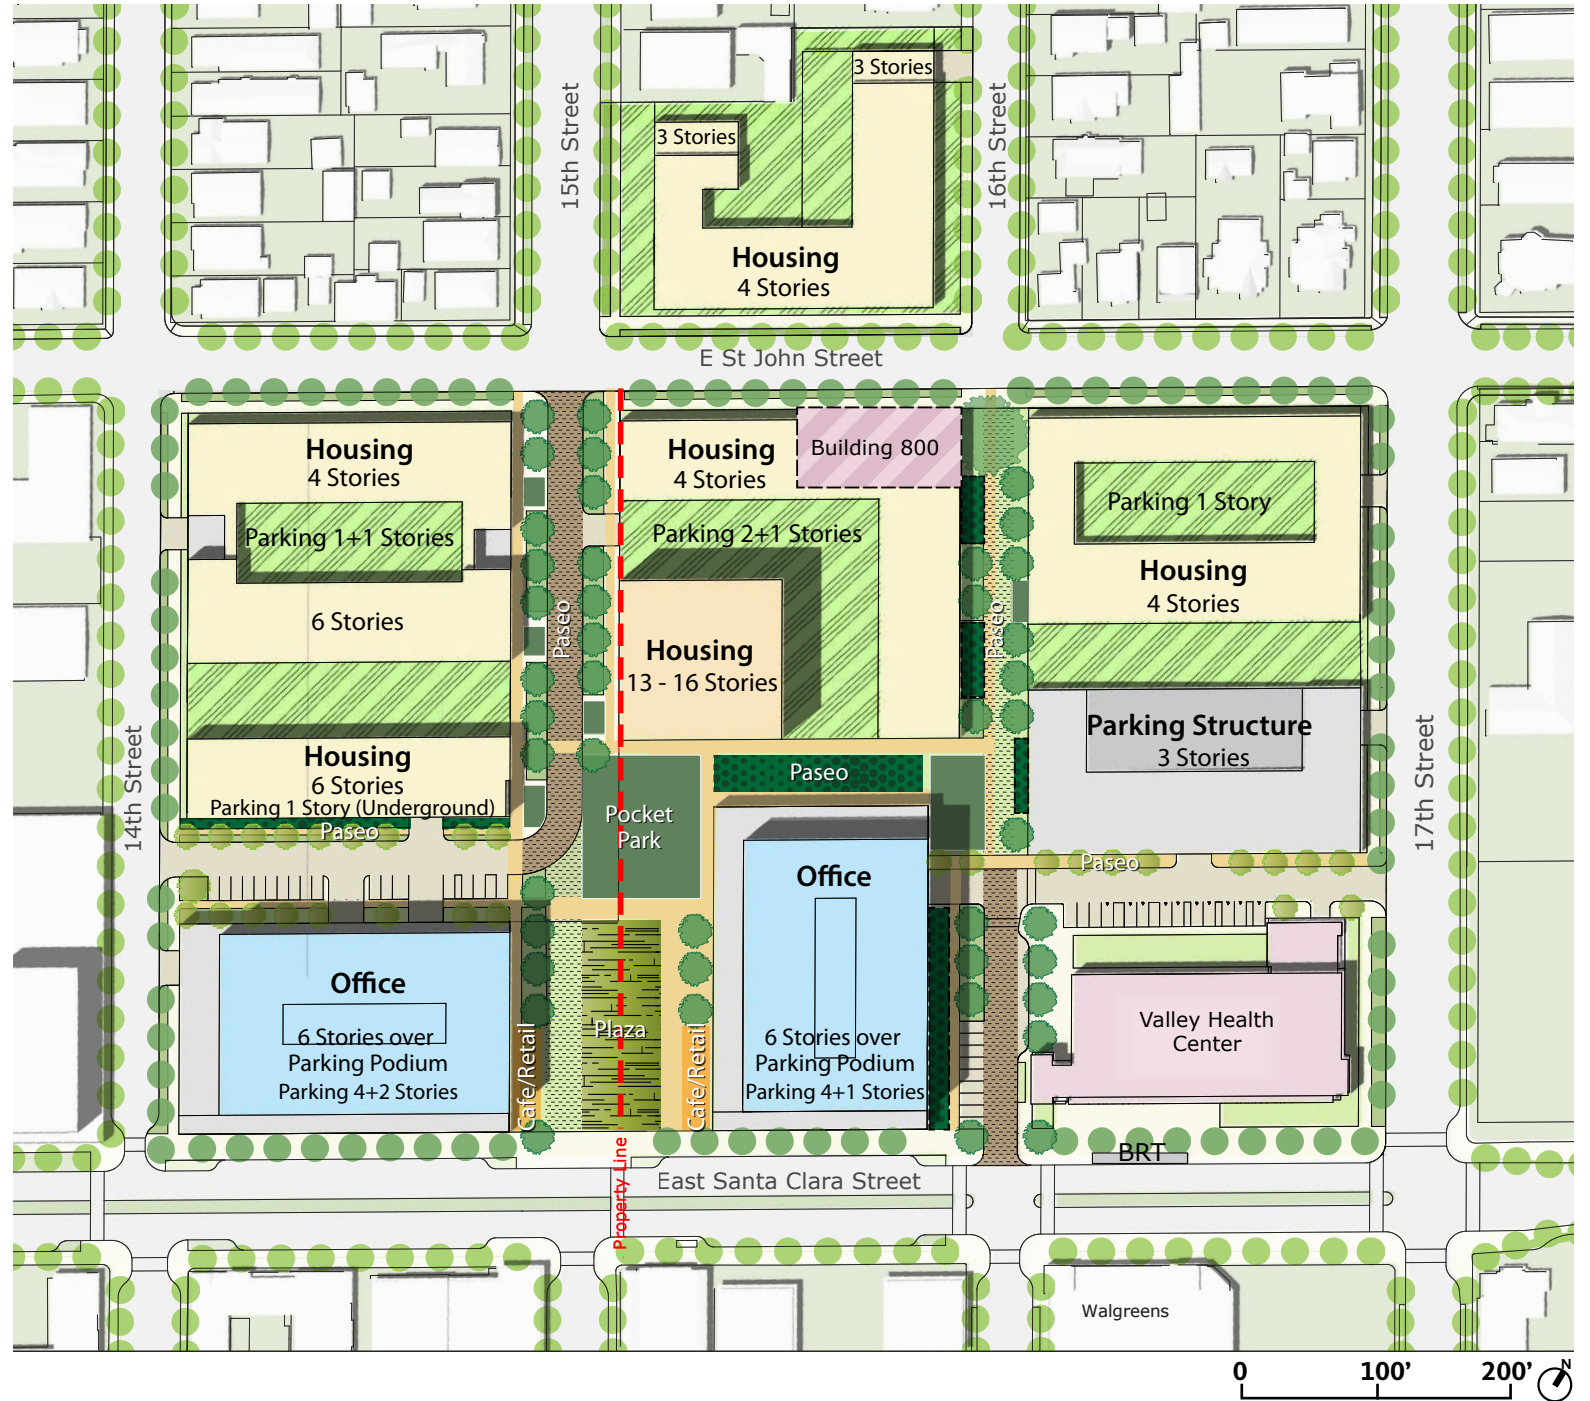 3 Stories
3 Stories
15th Street
16th Street
Housing
4 Stories
E St John Street
Housing
4 Stories
Parking 1+1 Stories
6 Stories
Housing
6 Stories
Parking 1 Story (Underground)
Paseo
14th Street
Paseo
Housing
4 Stories
Building 800
Parking 2+1 Stories
Housing
13 - 16 Stories
Paseo
Parking 1 Story
Housing
4 Stories
Parking Structure
3 Stories
17th Street
Paseo
Pocket
Park
Paseo
Office
6 Stories over
Parking Podium
Parking 4+2 Stories
Cafe/Retail
Plaza
Cafe/Retail
Office
6 Stories over
Parking Podium
Parking 4+1 Stories
Valley Health
Center
BRT
Property Line
East Santa Clara Street
Walgreens
0 100' 200'
N